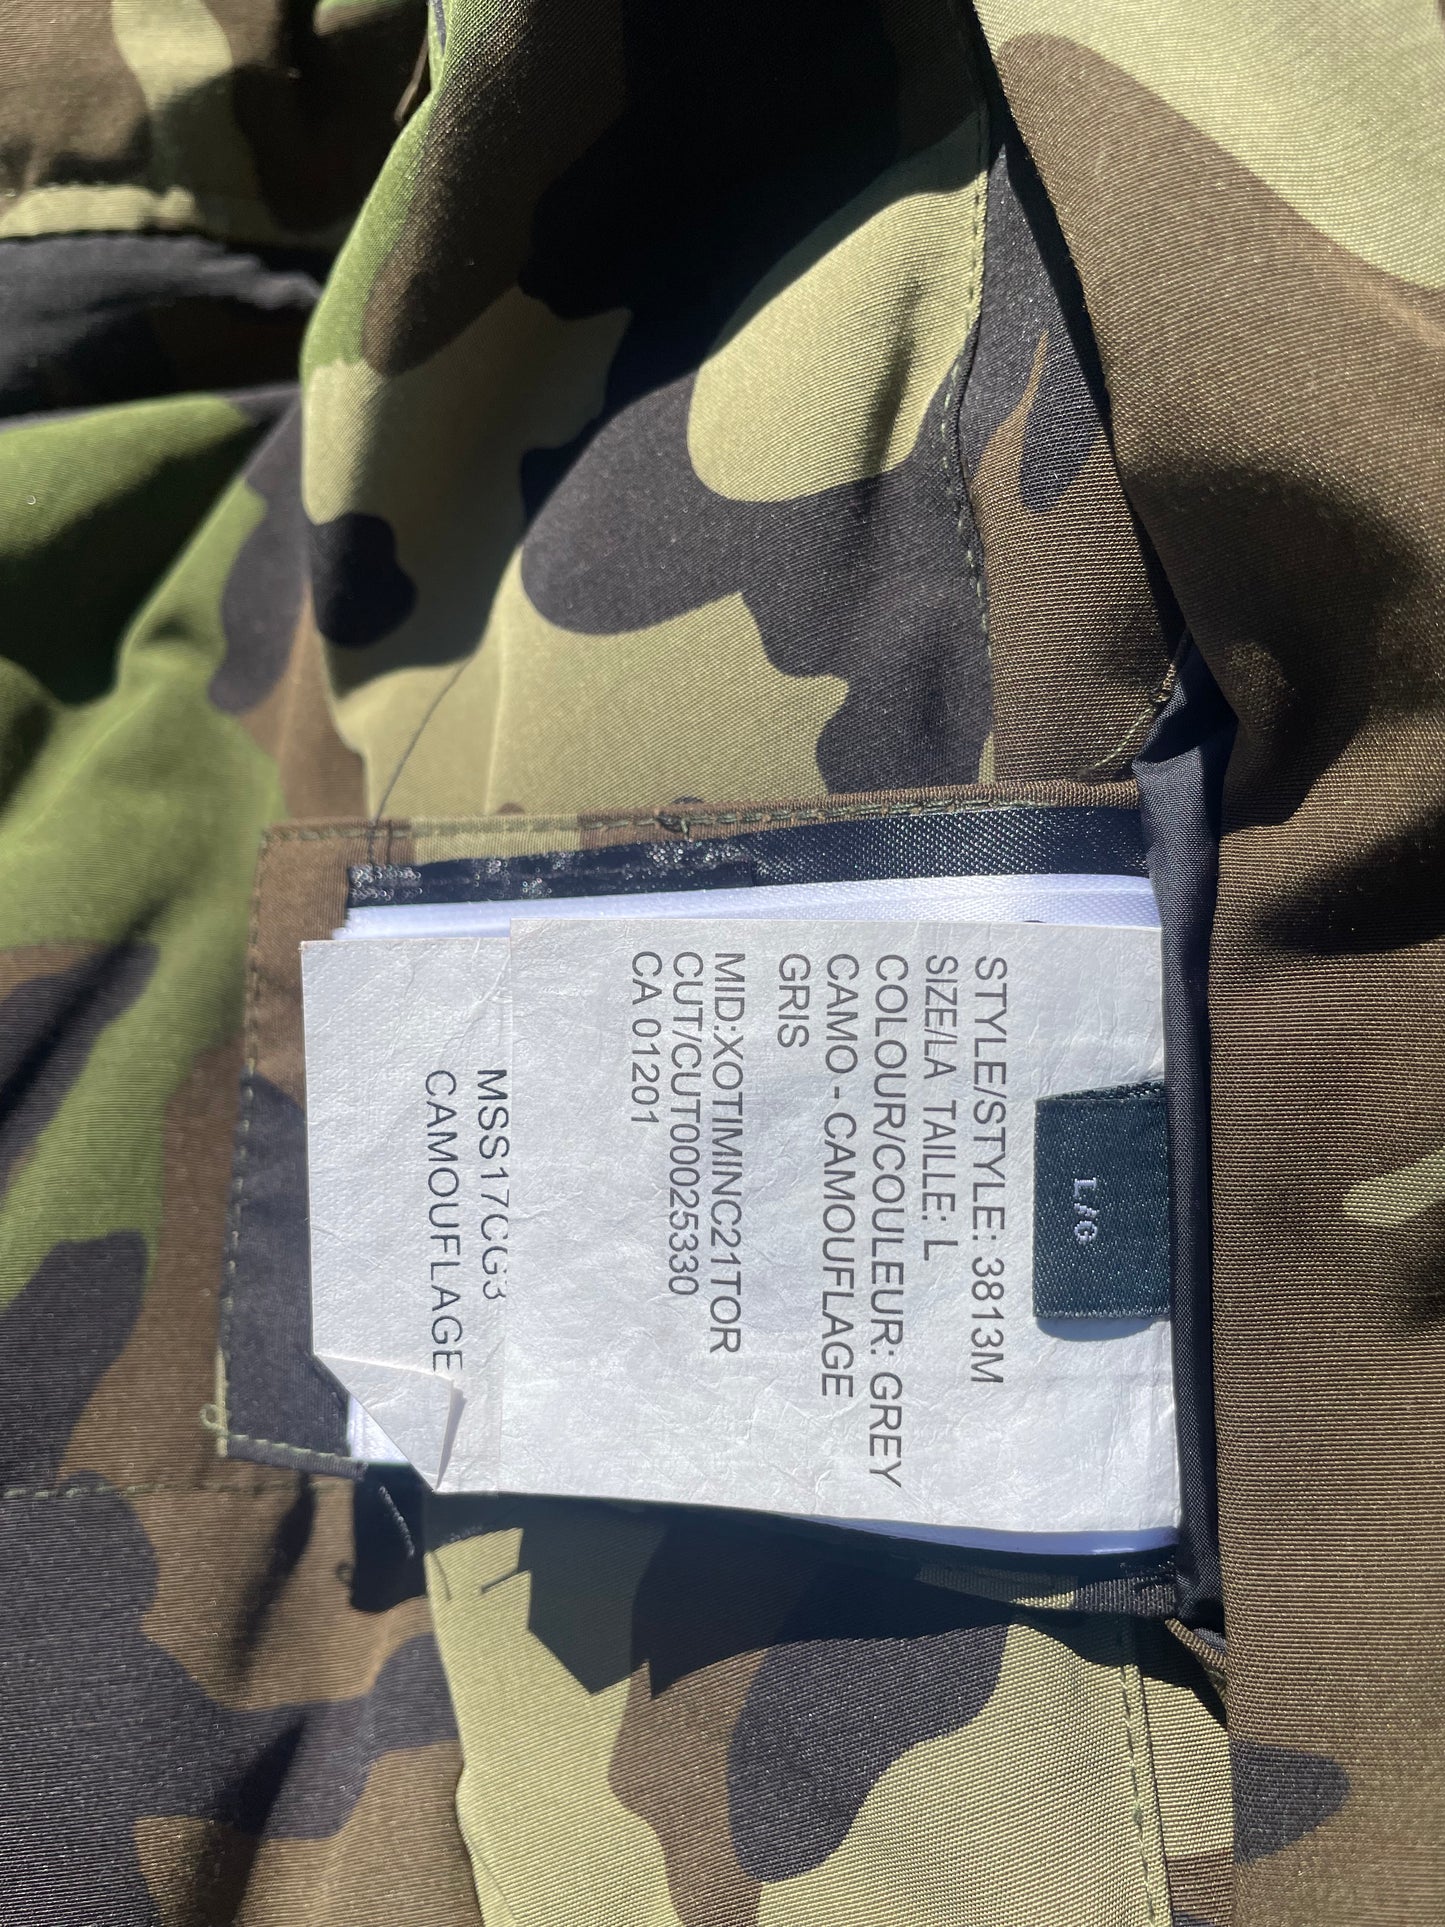 L/G
STYLE/STYLE: 3813M
SIZE/LA TAILLE: L
COLOUR/COULEUR: GREY
CAMO - CAMOUFLAGE
GRIS
MID:XOTIMINC21TOR
CUT/CUT00025330
CA 01201
MSS17CG3
CAMOUFLAGE